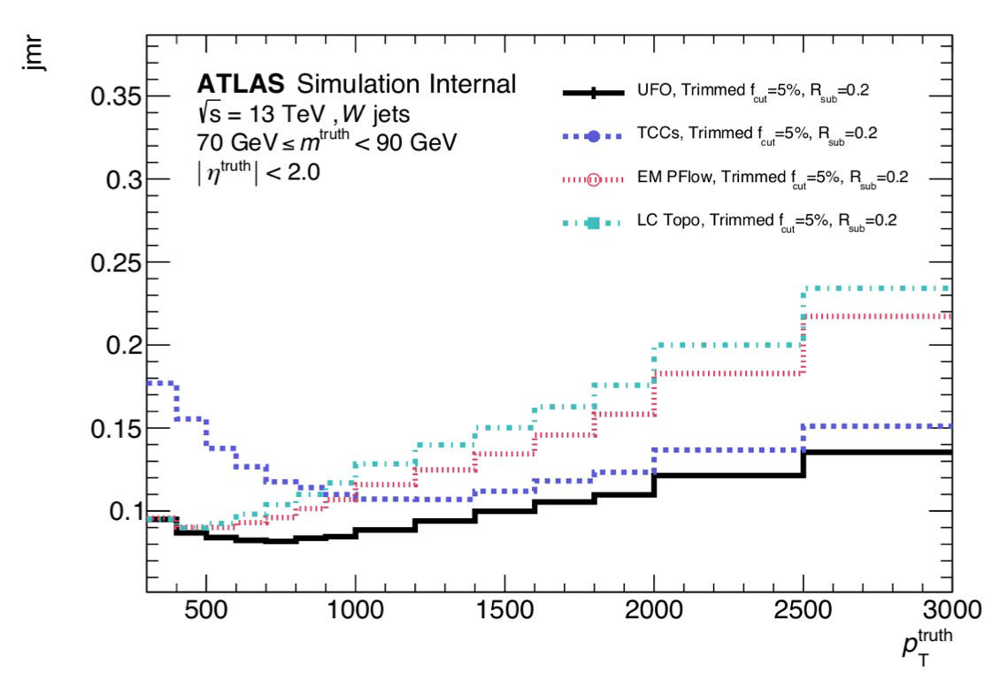 jmr
ATLAS Simulation Internal
√s = 13 TeV , W jets
70 GeV ≤ m^truth < 90 GeV
|η^truth| < 2.0
UFO, Trimmed f_cut=5%, R_sub=0.2
TCCs, Trimmed f_cut=5%, R_sub=0.2
EM PFlow, Trimmed f_cut=5%, R_sub=0.2
LC Topo, Trimmed f_cut=5%, R_sub=0.2
0.35
0.3
0.25
0.2
0.15
0.1
500 1000 1500 2000 2500 3000
p_T^truth